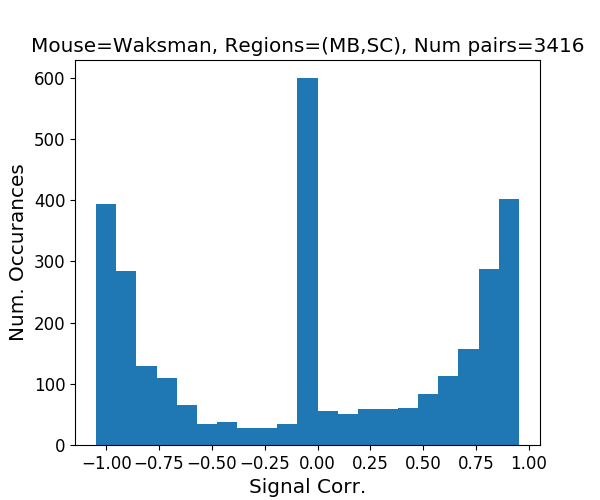 Mouse=Waksman, Regions=(MB,SC), Num pairs=3416
600
500
400
300
200
100
0
Num. Occurances
−1.00 −0.75 −0.50 −0.25 0.00 0.25 0.50 0.75 1.00
Signal Corr.